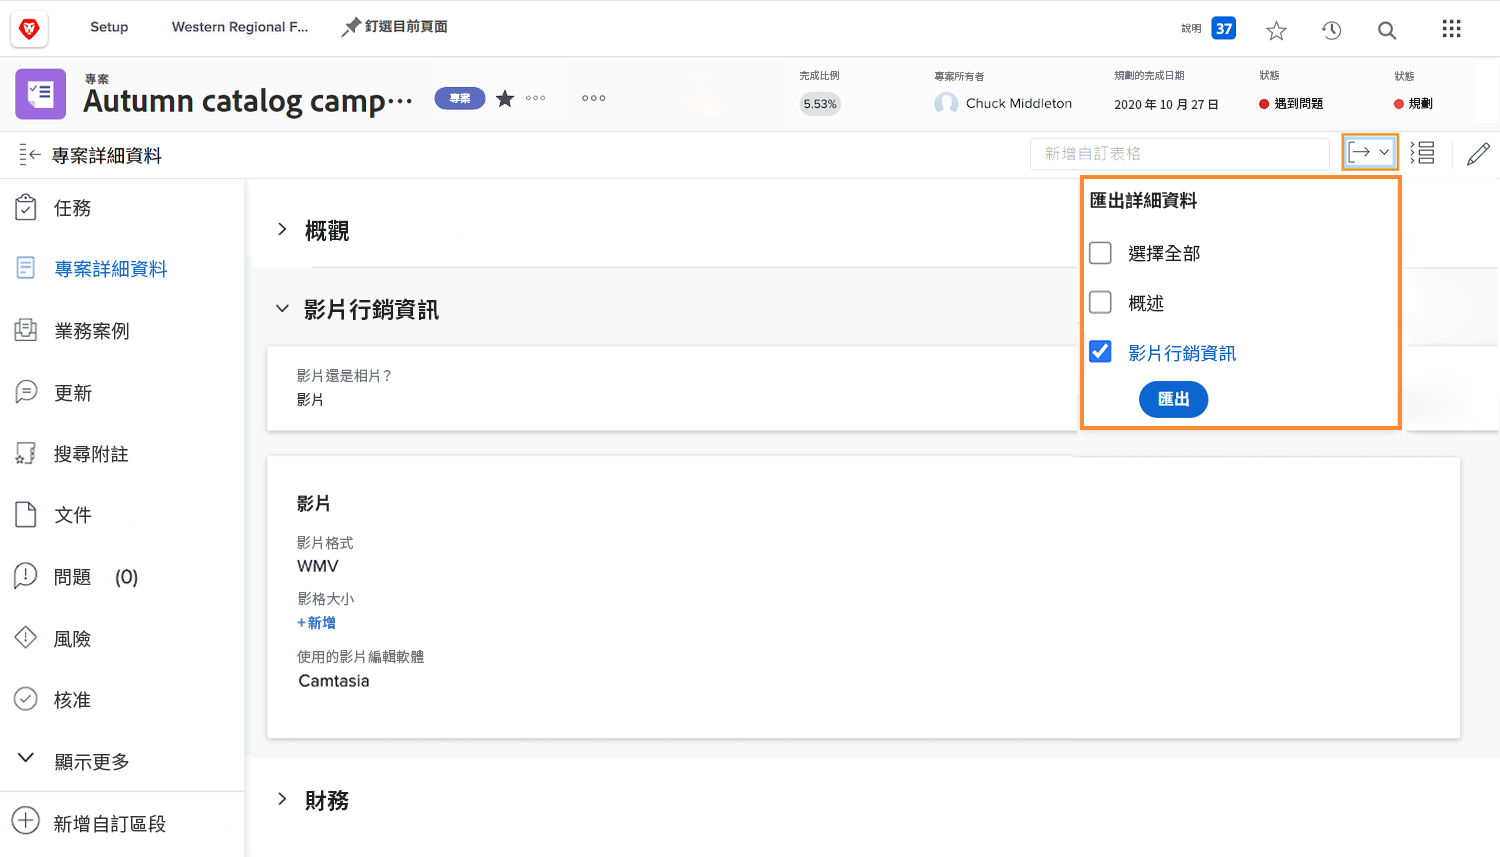 Setup
Western Regional F...
釘選目前頁面
說明
37
專案
Autumn catalog camp···
專案
完成比例
5.53%
專案所有者
Chuck Middleton
規劃的完成日期
2020 年 10 月 27 日
狀態
遇到問題
狀態
規劃
專案詳細資料
新增自訂表格
任務
專案詳細資料
業務案例
更新
搜尋附註
文件
問題 (0)
風險
核准
顯示更多
新增自訂區段
概觀
影片行銷資訊
影片還是相片？
影片
影片
影片格式
WMV
影格大小
+新增
使用的影片編輯軟體
Camtasia
財務
匯出詳細資料
選擇全部
概述
影片行銷資訊
匯出